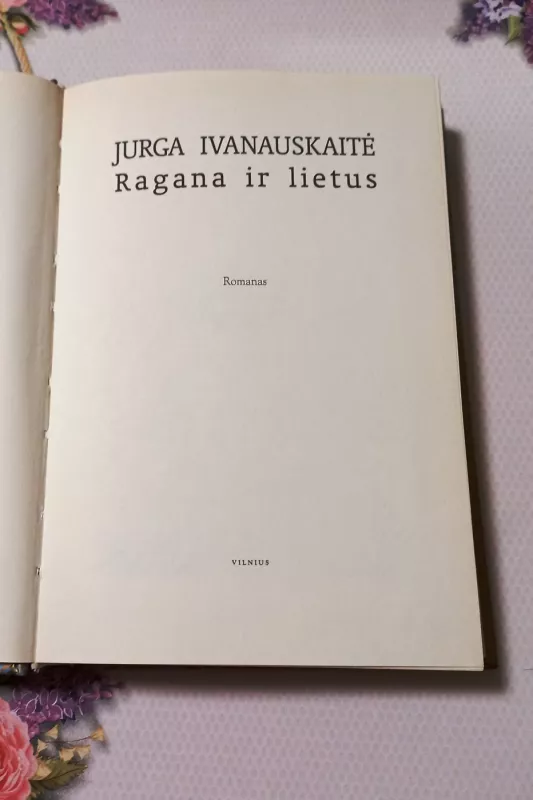 JURGA IVANAUSKAITĖ
Ragana ir lietus
Romanas
VILNIUS